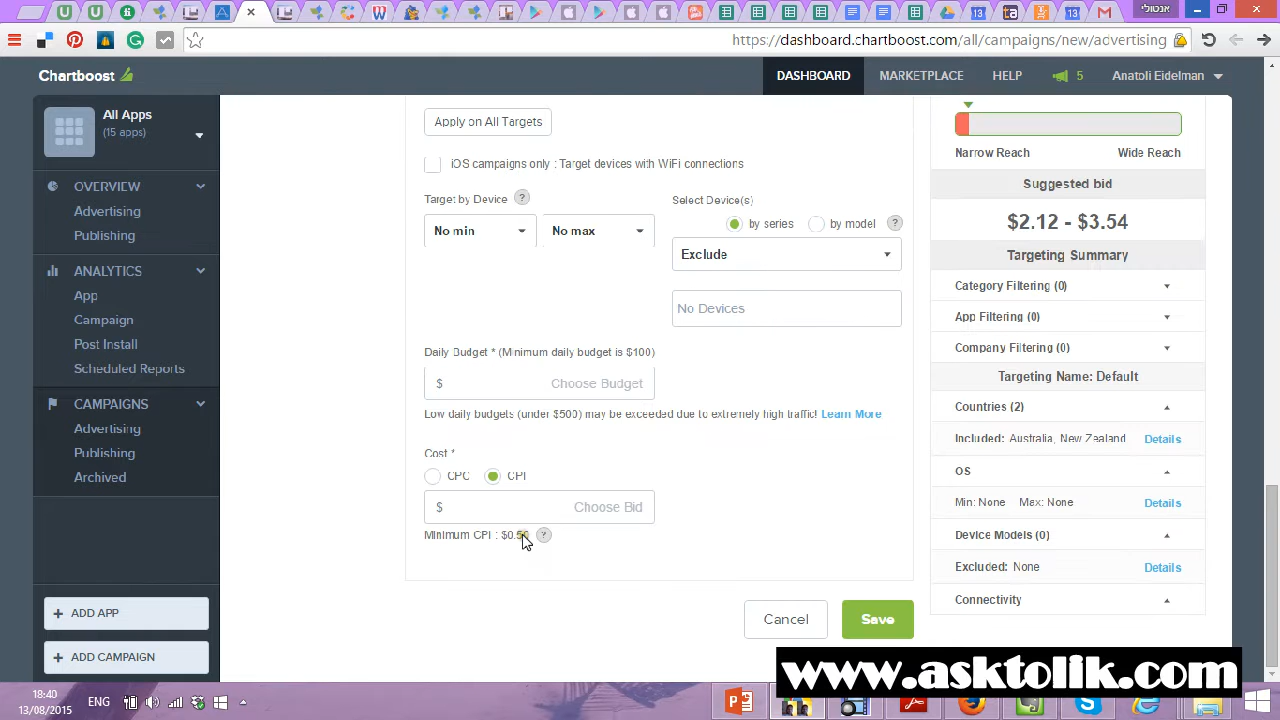 אנטולי
https://dashboard.chartboost.com/all/campaigns/new/advertising
Chartboost
DASHBOARD
MARKETPLACE
HELP
5
Anatoli Eidelman
All Apps
(15 apps)
OVERVIEW
Advertising
Publishing
ANALYTICS
App
Campaign
Post Install
Scheduled Reports
CAMPAIGNS
Advertising
Publishing
Archived
+ ADD APP
+ ADD CAMPAIGN
Apply on All Targets
iOS campaigns only : Target devices with WiFi connections
Target by Device ?
No min
No max
Select Device(s)
by series
by model ?
Exclude
No Devices
Daily Budget * (Minimum daily budget is $100)
$ Choose Budget
Low daily budgets (under $500) may be exceeded due to extremely high traffic! Learn More
Cost *
CPC
CPI
$ Choose Bid
Minimum CPI : $0.50 ?
Cancel
Save
Narrow Reach
Wide Reach
Suggested bid
$2.12 - $3.54
Targeting Summary
Category Filtering (0)
App Filtering (0)
Company Filtering (0)
Targeting Name: Default
Countries (2)
Included: Australia, New Zealand Details
OS
Min: None Max: None Details
Device Models (0)
Excluded: None Details
Connectivity
www.asktolik.com
18:40
13/08/2015
ENG